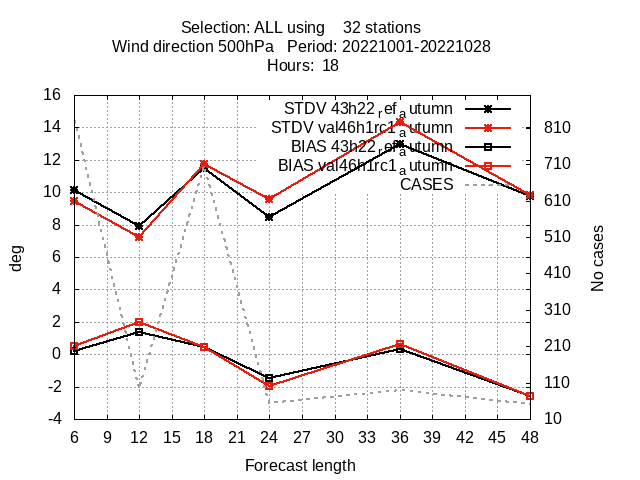 Selection: ALL using 32 stations
Wind direction 500hPa Period: 20221001-20221028
Hours: 18
16
14
12
10
8
6
4
2
0
-2
-4
deg
STDV 43h22_ref_autumn
STDV val46h1rc1_autumn
BIAS 43h22_ref_autumn
BIAS val46h1rc1_autumn
CASES
810
710
610
510
410
310
210
110
10
No cases
6 9 12 15 18 21 24 27 30 33 36 39 42 45 48
Forecast length